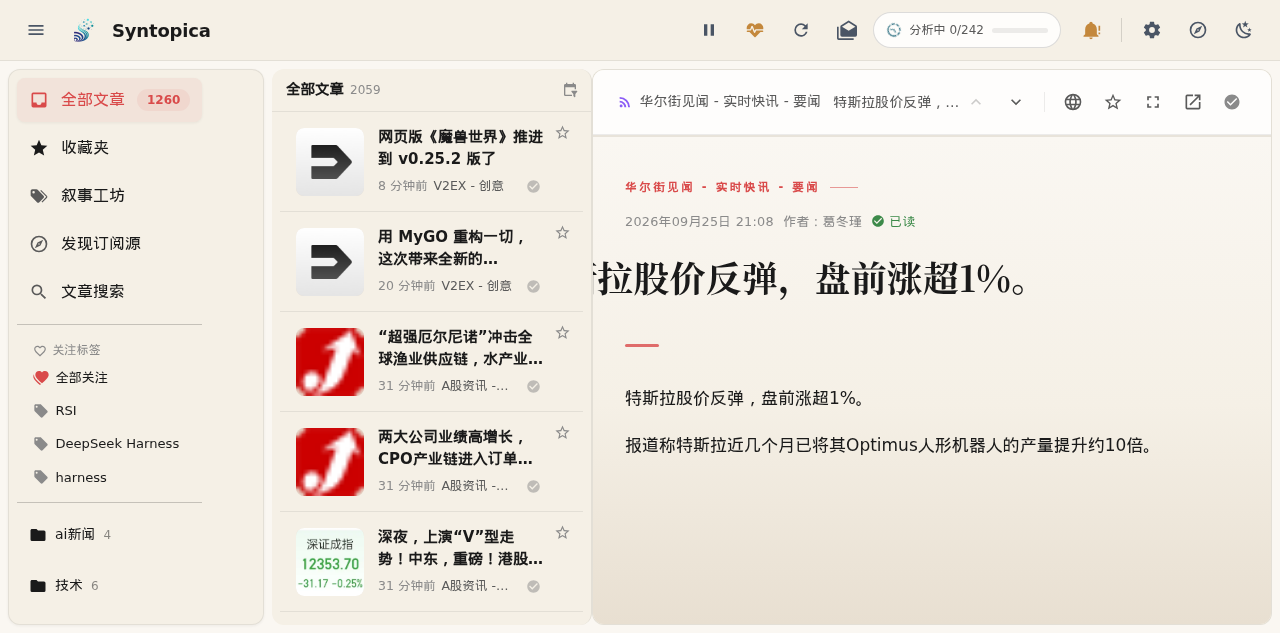 Syntopica
分析中 0/242
全部文章 1260
收藏夹
叙事工坊
发现订阅源
文章搜索
关注标签
全部关注
RSI
DeepSeek Harness
harness
ai新闻 4
技术 6
全部文章 2059
网页版《魔兽世界》推进
到 v0.25.2 版了
8 分钟前 V2EX - 创意
用 MyGO 重构一切，
这次带来全新的...
20 分钟前 V2EX - 创意
“超强厄尔尼诺”冲击全
球渔业供应链，水产业...
31 分钟前 A股资讯 -...
两大公司业绩高增长，
CPO产业链进入订单...
31 分钟前 A股资讯 -...
深证成指
12353.70
-31.17 -0.25%
深夜，上演“V”型走
势！中东，重磅！港股...
31 分钟前 A股资讯 -...
华尔街见闻 - 实时快讯 - 要闻 特斯拉股价反弹，...
华尔街见闻 - 实时快讯 - 要闻
2026年09月25日 21:08 作者：葛冬瑾 已读
拉股价反弹，盘前涨超1%。
特斯拉股价反弹，盘前涨超1%。
报道称特斯拉近几个月已将其Optimus人形机器人的产量提升约10倍。